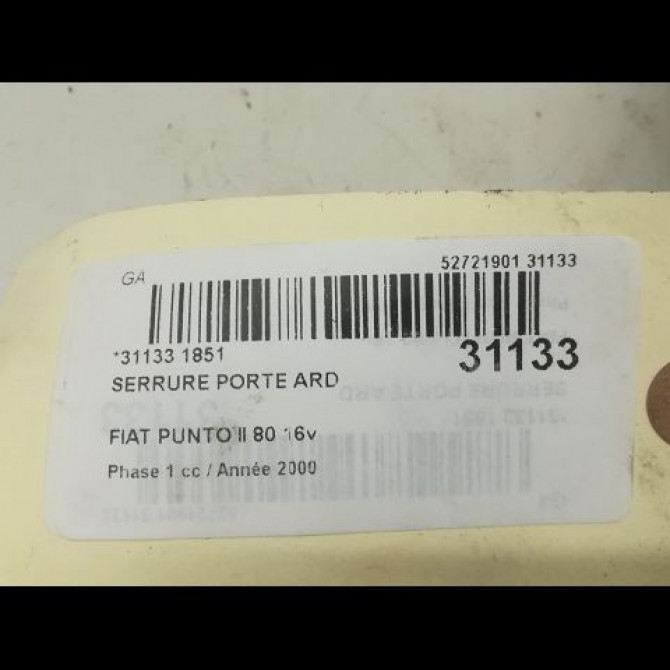 GA
52721901 31133
*31133 1851
31133
SERRURE PORTE ARD
FIAT PUNTO II 80 16v
Phase 1 cc / Année 2000